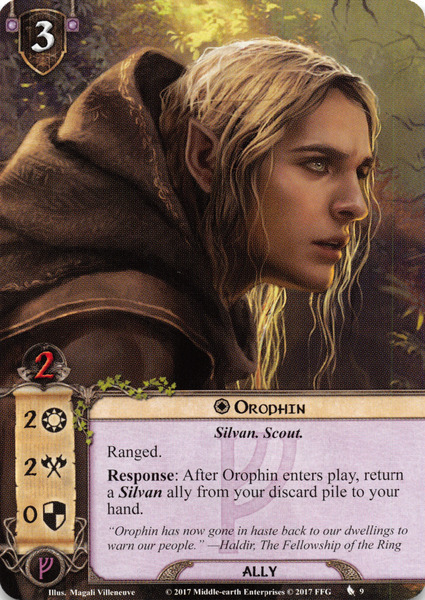 3
2
OROPHIN
2
Silvan. Scout.
Ranged.
2
Response: After Orophin enters play, return
a Silvan ally from your discard pile to your
hand.
0
“Orophin has now gone in haste back to our dwellings to
warn our people.” —Haldir, The Fellowship of the Ring
ALLY
Illus. Magali Villeneuve
© 2017 Middle-earth Enterprises © 2017 FFG
9